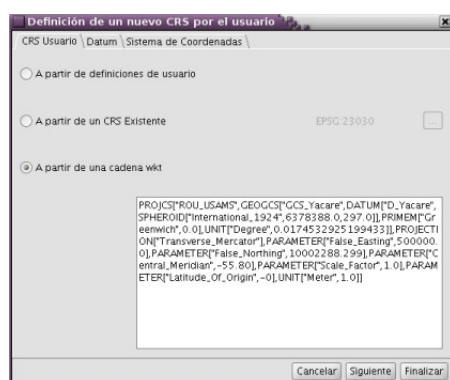 Definición de un nuevo CRS por el usuario
CRS Usuario \ Datum \ Sistema de Coordenadas \
A partir de definiciones de usuario
A partir de un CRS Existente EPSG:23030 ...
A partir de una cadena wkt
PROJCS["ROU_USAMS",GEOGCS["GCS_Yacare",DATUM["D_Yacare",
SPHEROID["International_1924",6378388.0,297.0]],PRIMEM["Gr
eenwich",0.0],UNIT["Degree",0.0174532925199433]],PROJECTI
ON["Transverse_Mercator"],PARAMETER["False_Easting",500000.
0],PARAMETER["False_Northing",10002288.299],PARAMETER["C
entral_Meridian",-55.80],PARAMETER["Scale_Factor",1.0],PARAM
ETER["Latitude_Of_Origin",-0],UNIT["Meter",1.0]]
Cancelar Siguiente Finalizar